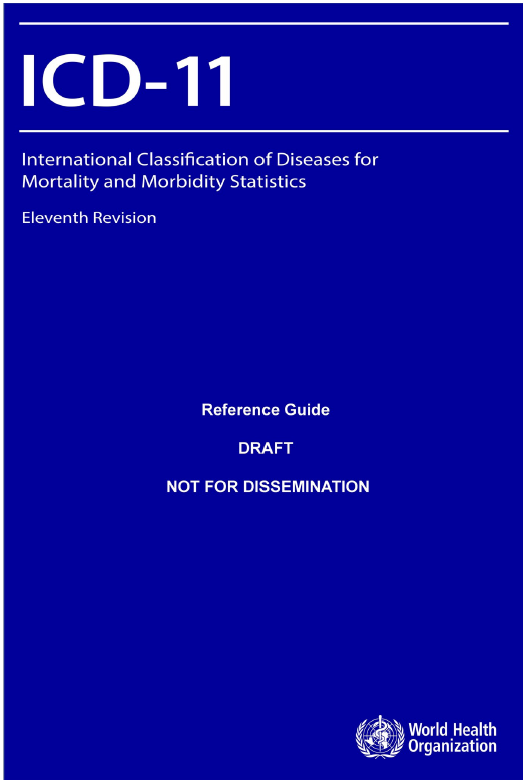 ICD-11
International Classification of Diseases for
Mortality and Morbidity Statistics
Eleventh Revision
Reference Guide
DRAFT
NOT FOR DISSEMINATION
World Health
Organization